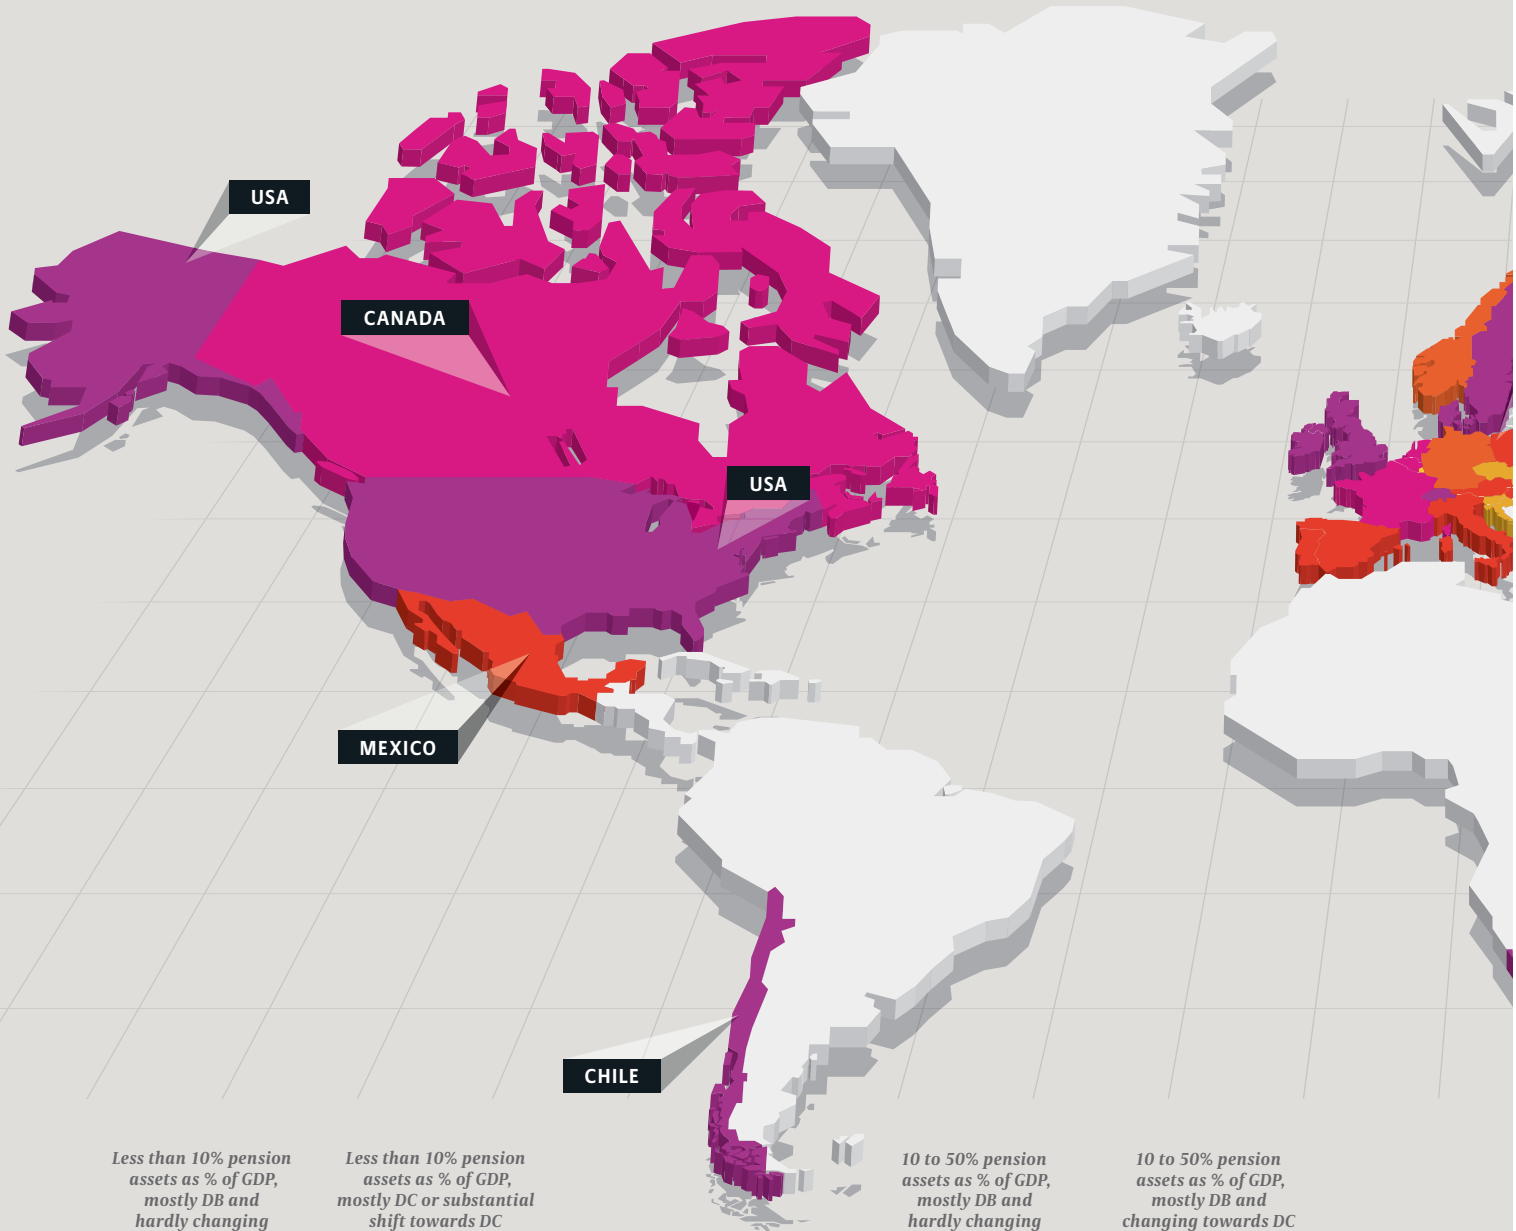 USA
CANADA
USA
MEXICO
CHILE
Less than 10% pension
assets as % of GDP,
mostly DB and
hardly changing
Less than 10% pension
assets as % of GDP,
mostly DC or substantial
shift towards DC
10 to 50% pension
assets as % of GDP,
mostly DB and
hardly changing
10 to 50% pension
assets as % of GDP,
mostly DB and
changing towards DC